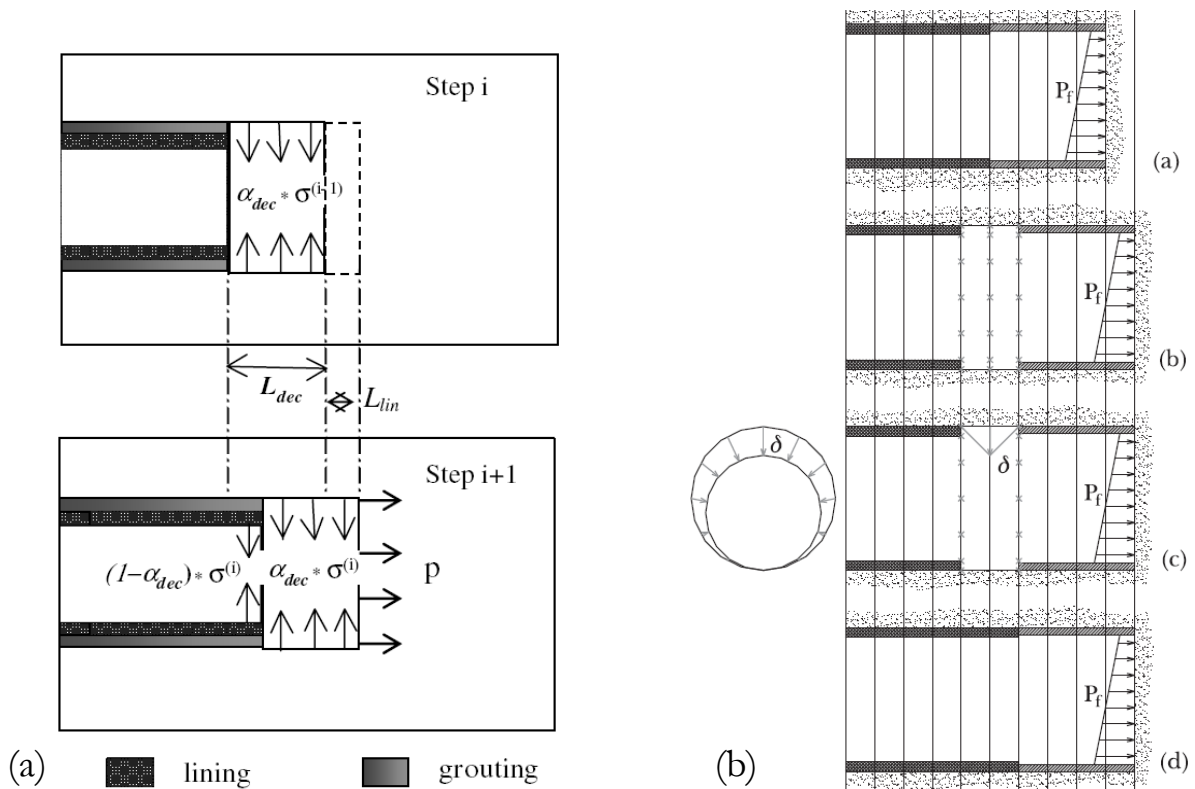 Step i
α_dec * σ^(i-1)
L_dec
L_lin
Step i+1
(1-α_dec) * σ^(i)
α_dec * σ^(i)
p
(a)
lining
grouting
P_f
(a)
P_f
(b)
δ
δ
P_f
(c)
P_f
(d)
(b)